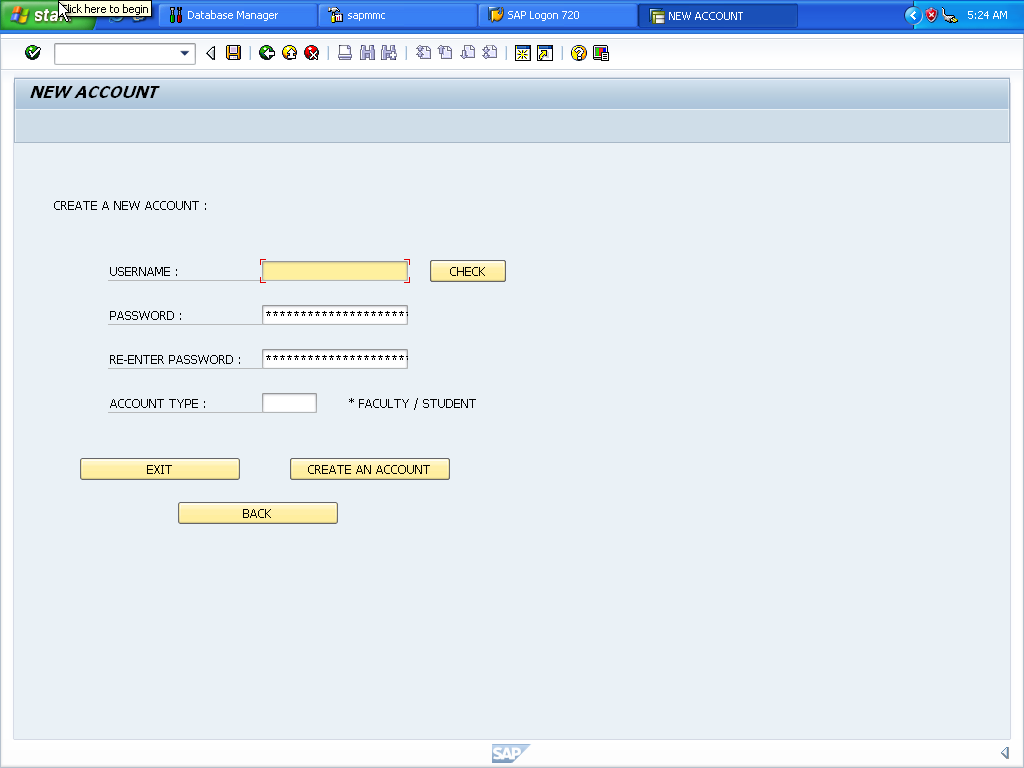 start
Click here to begin
Database Manager
sapmmc
SAP Logon 720
NEW ACCOUNT
5:24 AM
NEW ACCOUNT
CREATE A NEW ACCOUNT :
USERNAME :
CHECK
PASSWORD :
********************
RE-ENTER PASSWORD :
********************
ACCOUNT TYPE :
* FACULTY / STUDENT
EXIT
CREATE AN ACCOUNT
BACK
SAP